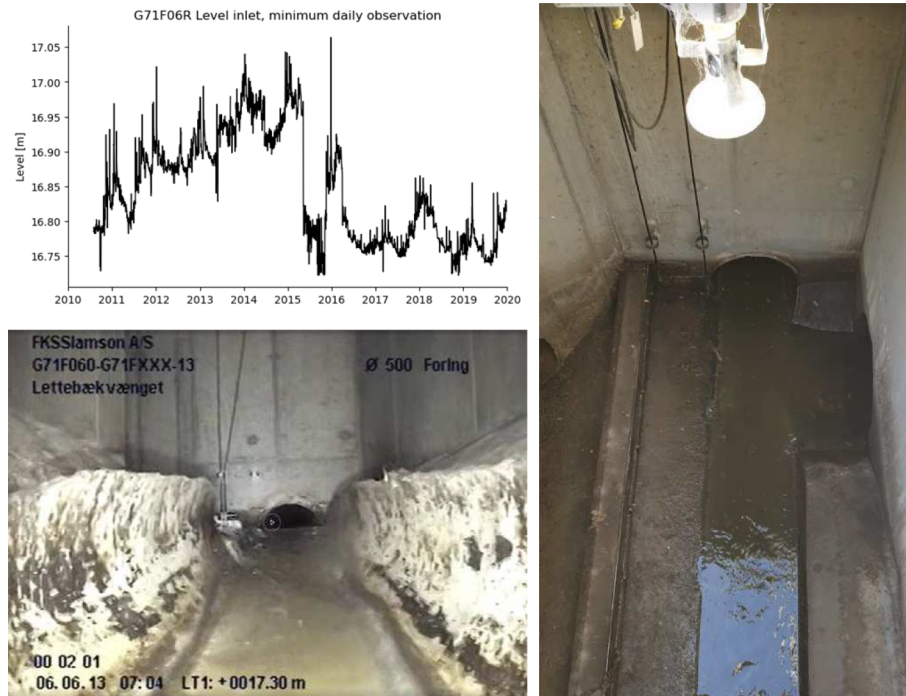 G71F06R Level inlet, minimum daily observation
Level [m]
17.05
17.00
16.95
16.90
16.85
16.80
16.75
2010 2011 2012 2013 2014 2015 2016 2017 2018 2019 2020
FKSSlamson A/S
G71F060-G71FXXX-13 Ø 500 Foring
Lettebækvænget
00 02 01
06.06.13 07:04 LT1: +0017.30 m